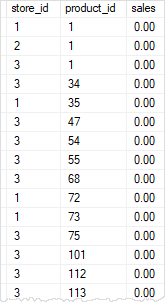 store_id product_id sales
1 1 0.00
2 1 0.00
3 1 0.00
3 34 0.00
1 35 0.00
3 47 0.00
3 54 0.00
3 55 0.00
3 68 0.00
1 72 0.00
1 73 0.00
3 75 0.00
3 101 0.00
3 112 0.00
3 113 0.00